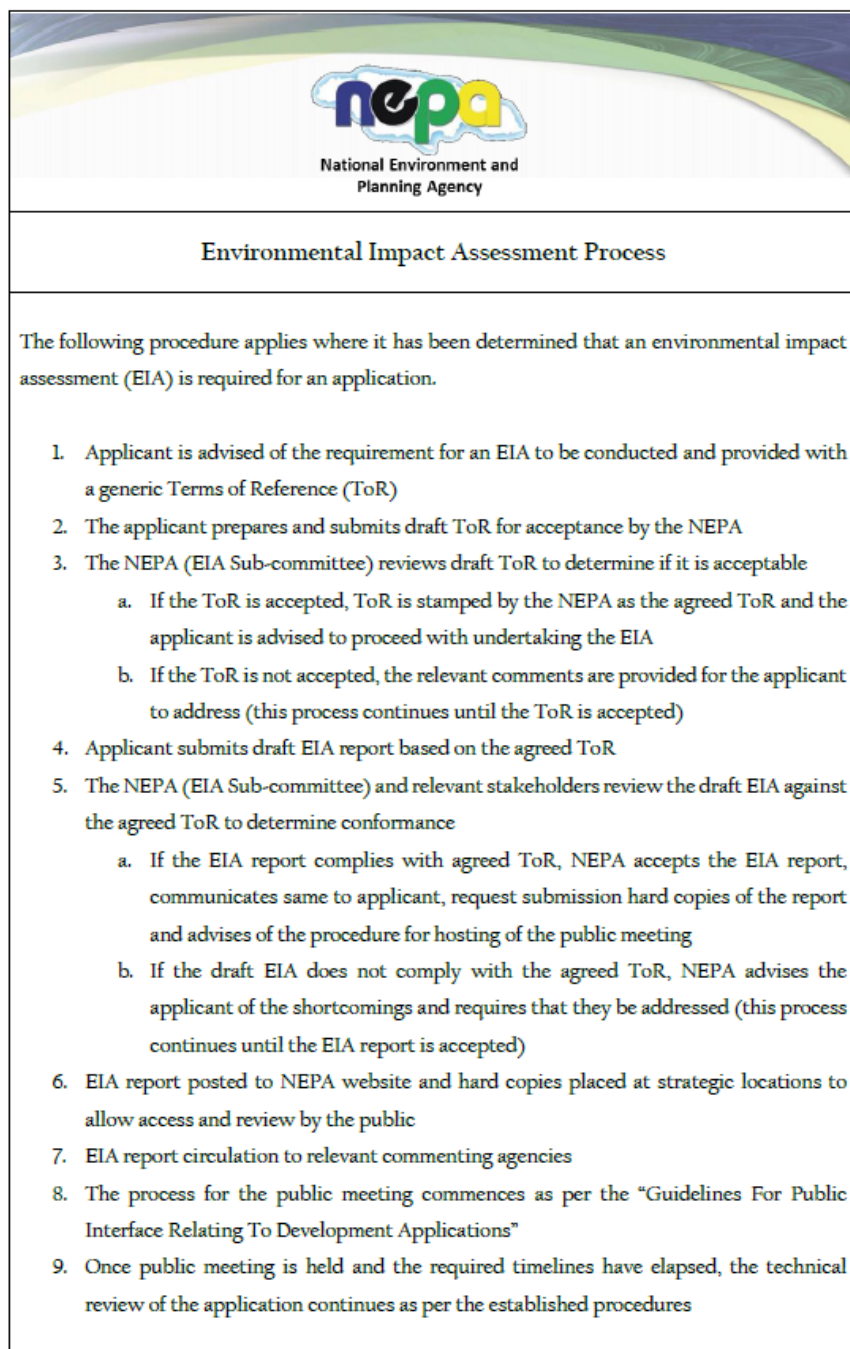 nepa
National Environment and
Planning Agency
Environmental Impact Assessment Process
The following procedure applies where it has been determined that an environmental impact
assessment (EIA) is required for an application.
1. Applicant is advised of the requirement for an EIA to be conducted and provided with
a generic Terms of Reference (ToR)
2. The applicant prepares and submits draft ToR for acceptance by the NEPA
3. The NEPA (EIA Sub-committee) reviews draft ToR to determine if it is acceptable
a. If the ToR is accepted, ToR is stamped by the NEPA as the agreed ToR and the
applicant is advised to proceed with undertaking the EIA
b. If the ToR is not accepted, the relevant comments are provided for the applicant
to address (this process continues until the ToR is accepted)
4. Applicant submits draft EIA report based on the agreed ToR
5. The NEPA (EIA Sub-committee) and relevant stakeholders review the draft EIA against
the agreed ToR to determine conformance
a. If the EIA report complies with agreed ToR, NEPA accepts the EIA report,
communicates same to applicant, request submission hard copies of the report
and advises of the procedure for hosting of the public meeting
b. If the draft EIA does not comply with the agreed ToR, NEPA advises the
applicant of the shortcomings and requires that they be addressed (this process
continues until the EIA report is accepted)
6. EIA report posted to NEPA website and hard copies placed at strategic locations to
allow access and review by the public
7. EIA report circulation to relevant commenting agencies
8. The process for the public meeting commences as per the “Guidelines For Public
Interface Relating To Development Applications”
9. Once public meeting is held and the required timelines have elapsed, the technical
review of the application continues as per the established procedures